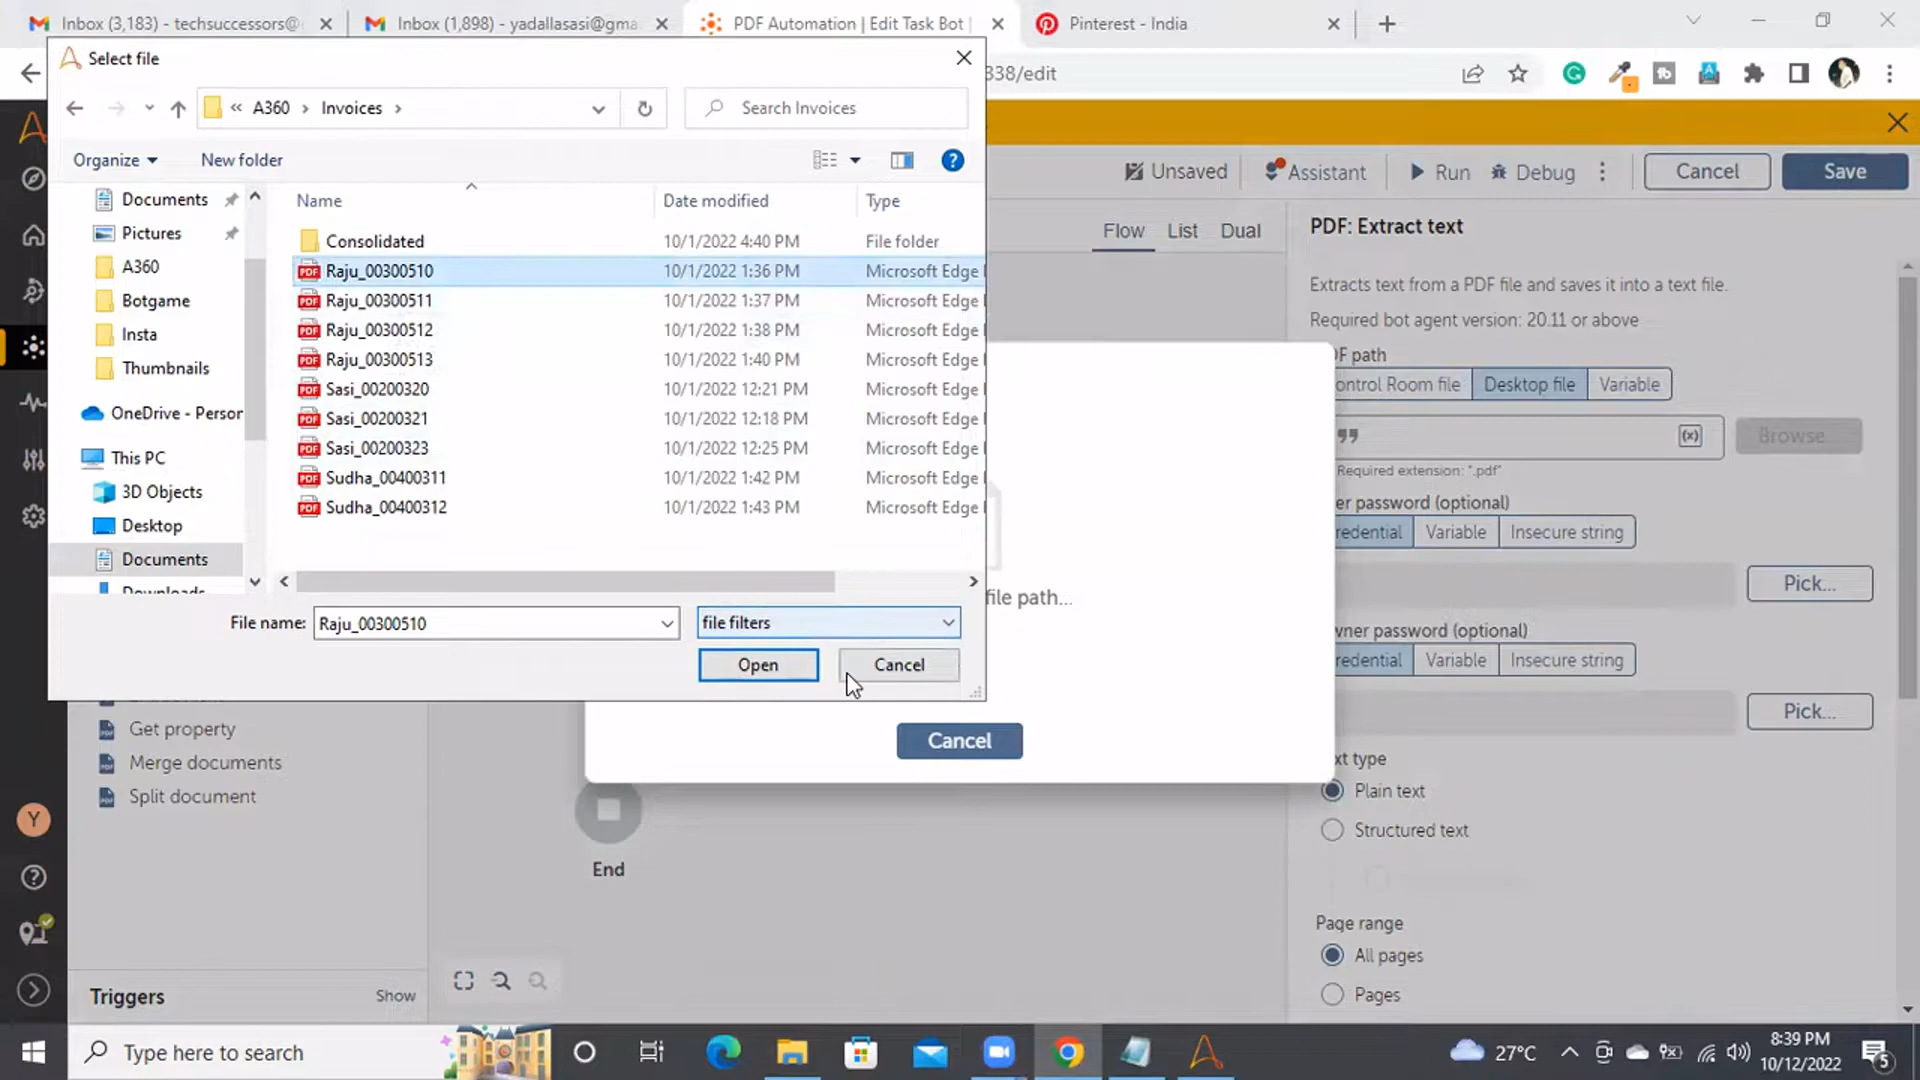 Inbox (3,183) - techsuccessors@
Inbox (1,898) - yadallasasi@gma
PDF Automation | Edit Task Bot |
Pinterest - India
Select file
338/edit
A360 > Invoices >
Search Invoices
Organize
New folder
Unsaved
Assistant
Run
Debug
Cancel
Save
Documents
Pictures
A360
Botgame
Insta
Thumbnails
OneDrive - Person
This PC
3D Objects
Desktop
Documents
Downloads
Name Date modified Type
Consolidated 10/1/2022 4:40 PM File folder
Raju_00300510 10/1/2022 1:36 PM Microsoft Edge
Raju_00300511 10/1/2022 1:37 PM Microsoft Edge
Raju_00300512 10/1/2022 1:38 PM Microsoft Edge
Raju_00300513 10/1/2022 1:40 PM Microsoft Edge
Sasi_00200320 10/1/2022 12:21 PM Microsoft Edge
Sasi_00200321 10/1/2022 12:18 PM Microsoft Edge
Sasi_00200323 10/1/2022 12:25 PM Microsoft Edge
Sudha_00400311 10/1/2022 1:42 PM Microsoft Edge
Sudha_00400312 10/1/2022 1:43 PM Microsoft Edge
File name: Raju_00300510
file filters
Open
Cancel
Flow List Dual
file path...
Cancel
PDF: Extract text
Extracts text from a PDF file and saves it into a text file.
Required bot agent version: 20.11 or above
DF path
ontrol Room file Desktop file Variable
(x)
Browse...
Required extension: ".pdf"
er password (optional)
redential Variable Insecure string
Pick...
wner password (optional)
redential Variable Insecure string
Pick...
xt type
Plain text
Structured text
Page range
All pages
Pages
Get property
Merge documents
Split document
Y
End
Triggers Show
Type here to search
27°C
8:39 PM
10/12/2022
5